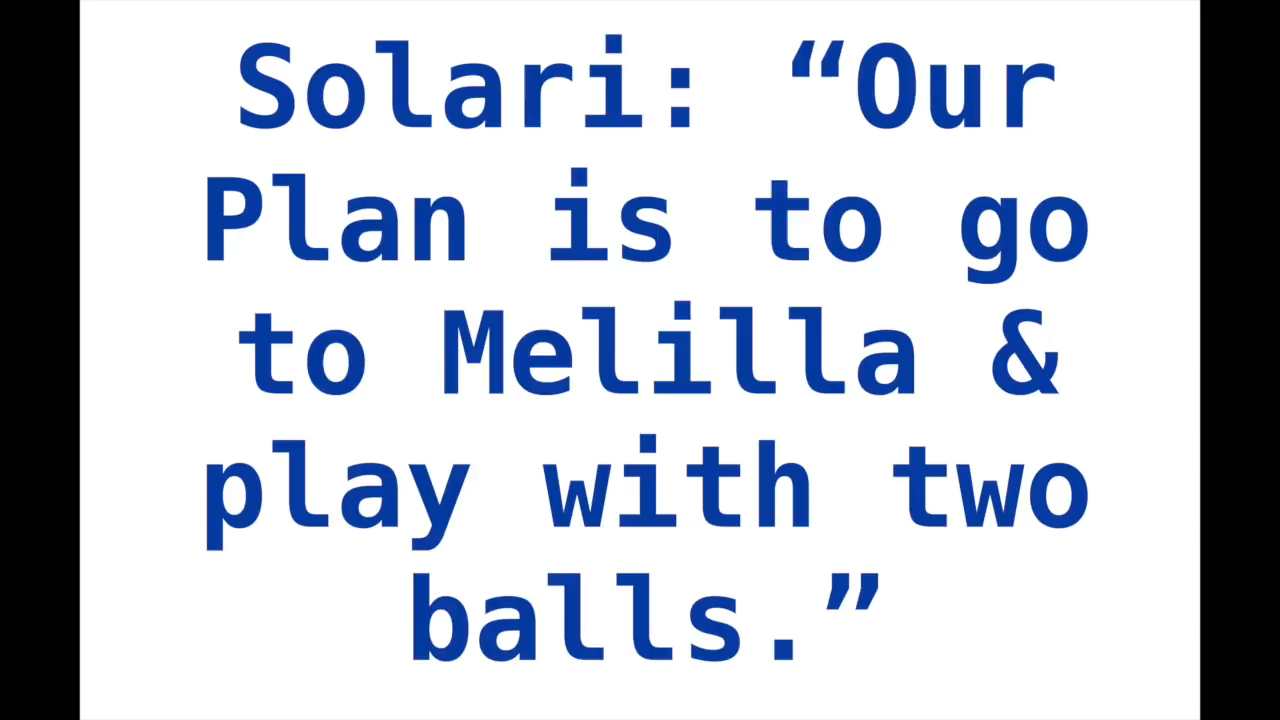 Solari: “Our
Plan is to go
to Melilla &
play with two
balls.”